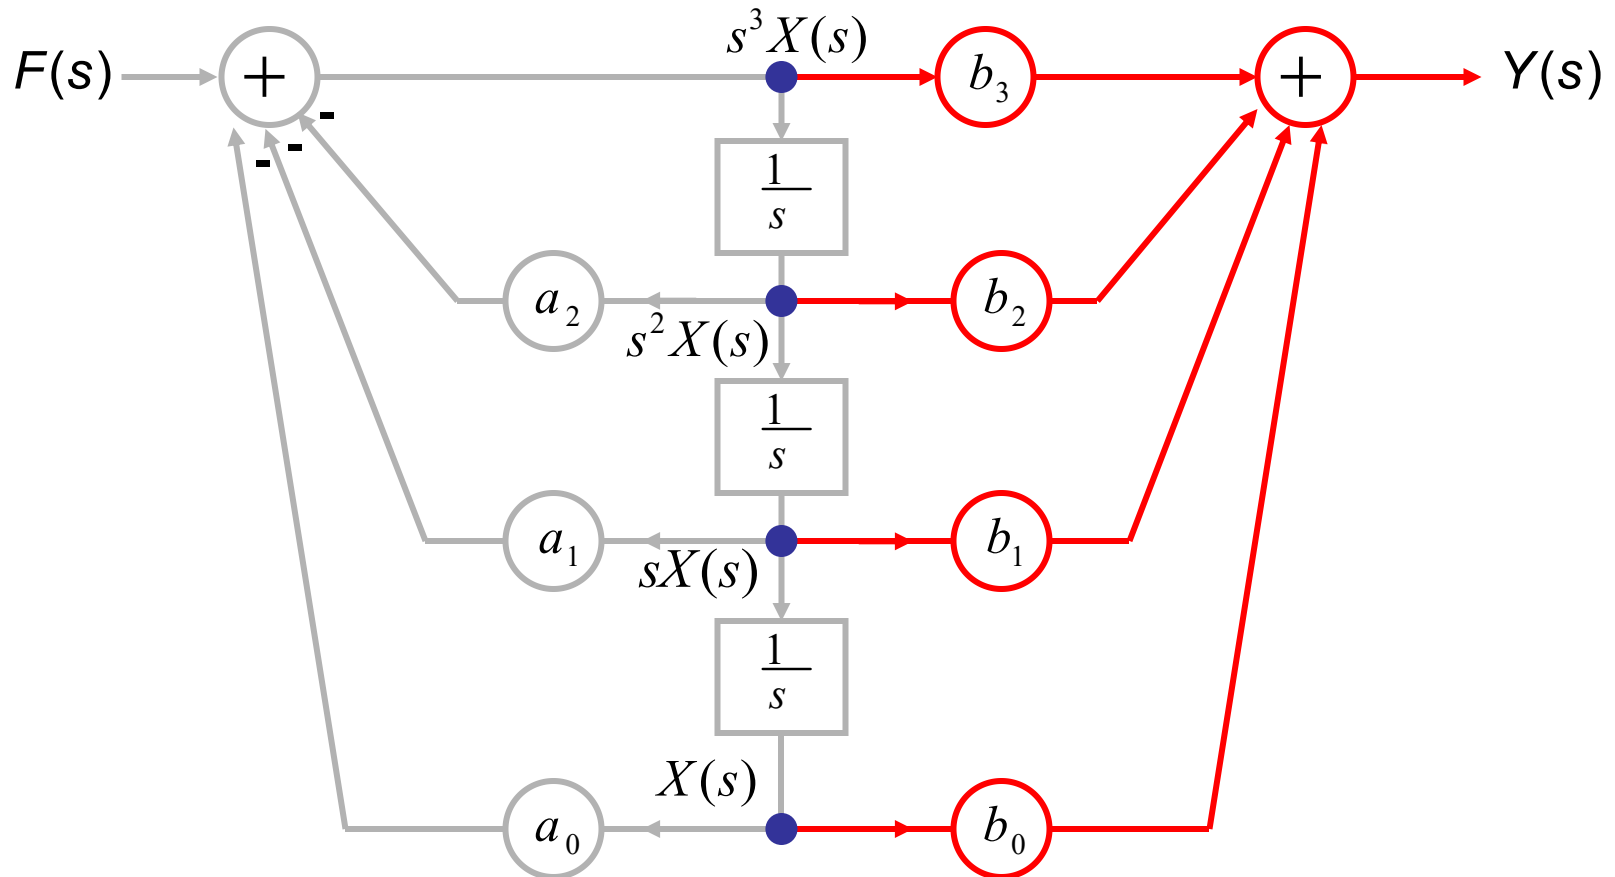 s³X(s)
F(s) + b₃ + Y(s)
-
-
-
1/s
a₂ b₂
s²X(s)
1/s
a₁ b₁
sX(s)
1/s
X(s)
a₀ b₀